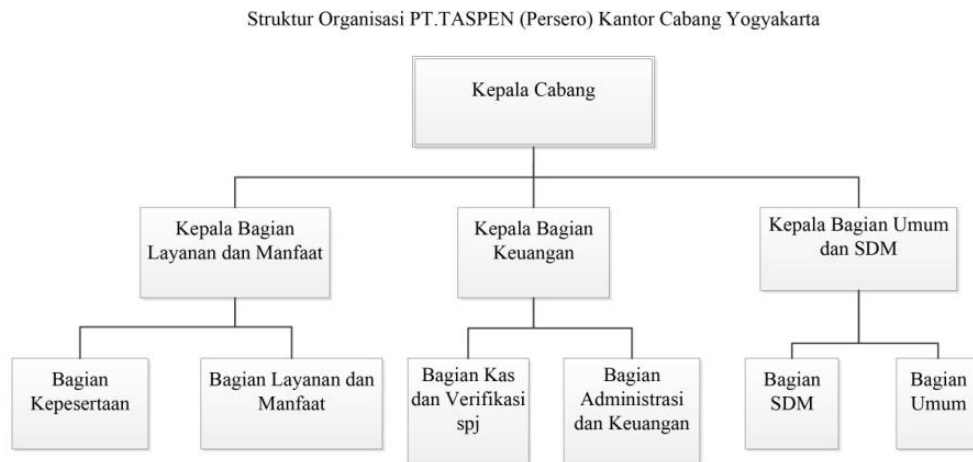 Struktur Organisasi PT.TASPEN (Persero) Kantor Cabang Yogyakarta
Kepala Cabang
Kepala Bagian
Layanan dan Manfaat
Kepala Bagian
Keuangan
Kepala Bagian Umum
dan SDM
Bagian
Kepesertaan
Bagian Layanan dan
Manfaat
Bagian Kas
dan Verifikasi
spj
Bagian
Administrasi
dan Keuangan
Bagian
SDM
Bagian
Umum